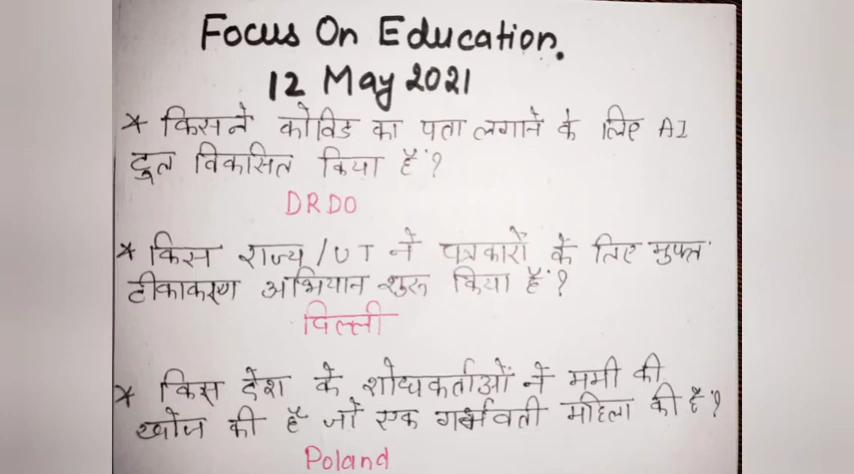 Focus On Education.
12 May 2021
* किसने कोविड का पता लगाने के लिए AI
टुल विकसित किया है?
DRDO
* किस राज्य/UT ने पत्रकारों के लिए मुफ्त
टीकाकरण अभियान शुरू किया है?
दिल्ली
* किस देश के शोधकर्ताओं ने ममी की
खोज की है जो एक गर्भवती महिला की है?
Poland